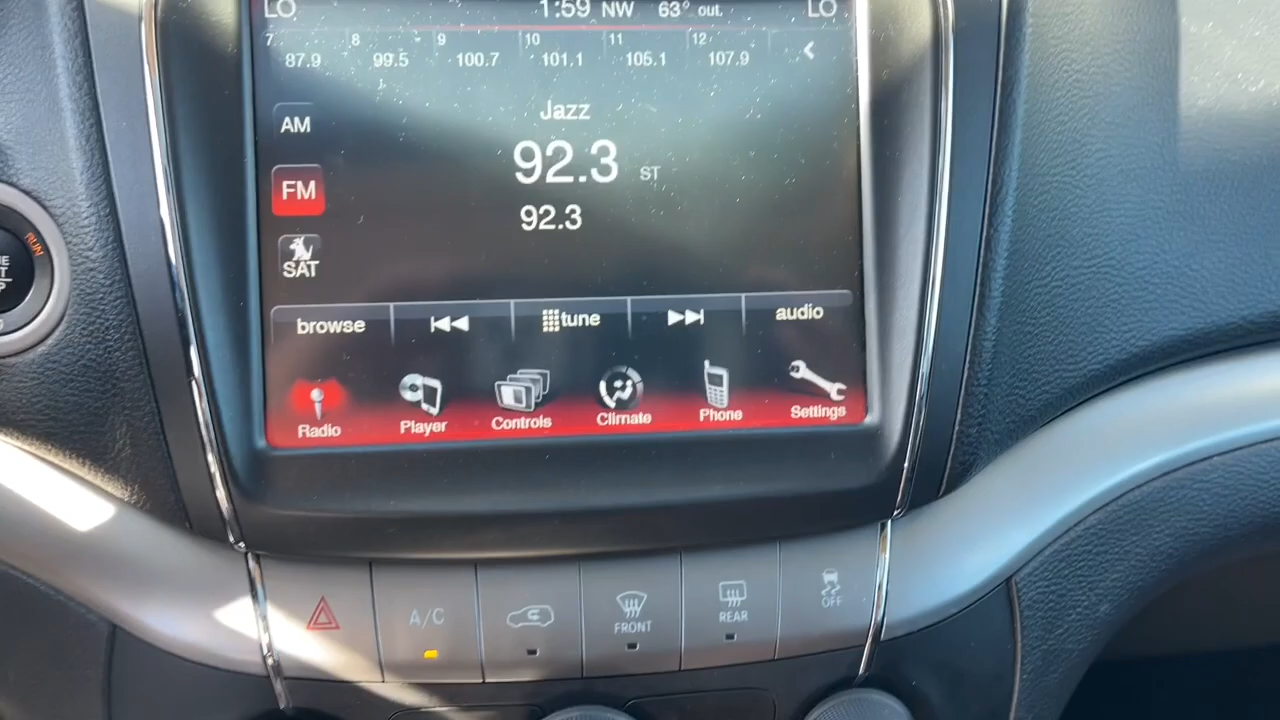 LO 1:59 NW 63° out. LO
7 8 9 10 11 12
87.9 99.5 100.7 101.1 105.1 107.9
Jazz
AM
92.3 ST
FM
92.3
SAT
RUN
browse tune audio
Radio Player Controls Climate Phone Settings
A/C
FRONT
REAR
OFF